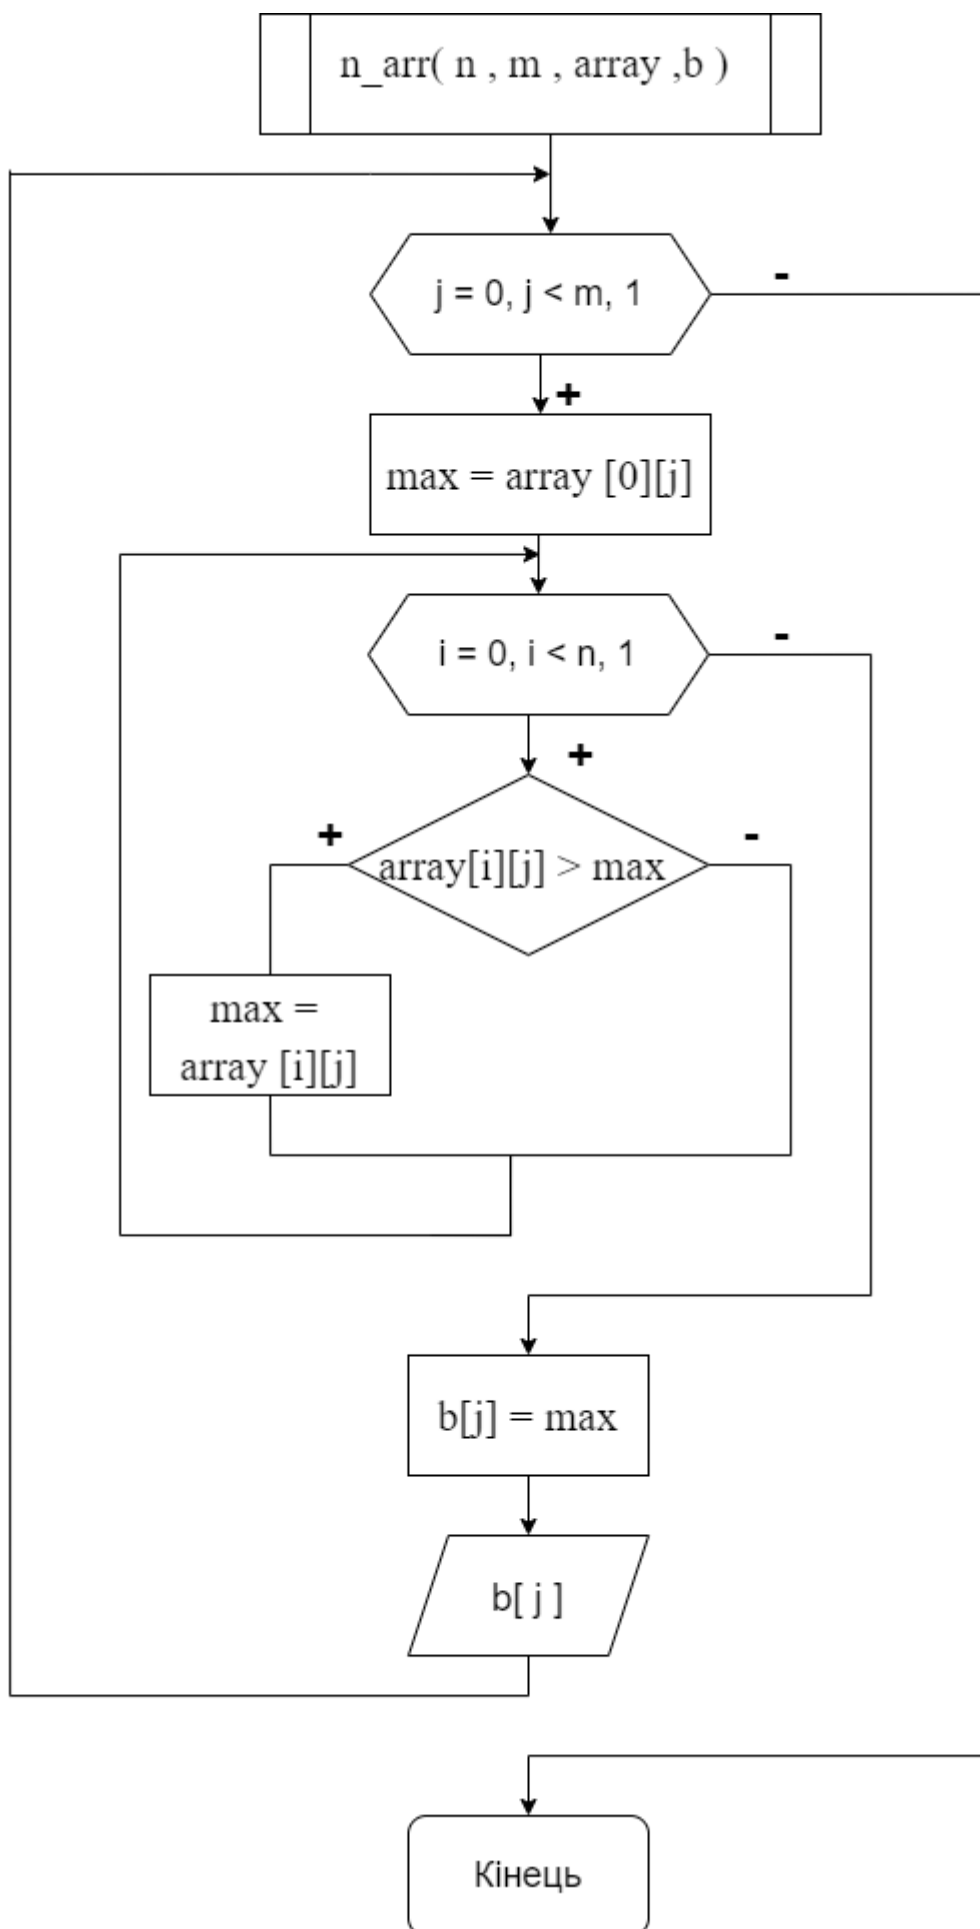 n_arr( n , m , array ,b )
j = 0, j < m, 1
-
+
max = array [0][j]
i = 0, i < n, 1
-
+
array[i][j] > max
+
-
max =
array [i][j]
b[j] = max
b[ j ]
Кінець